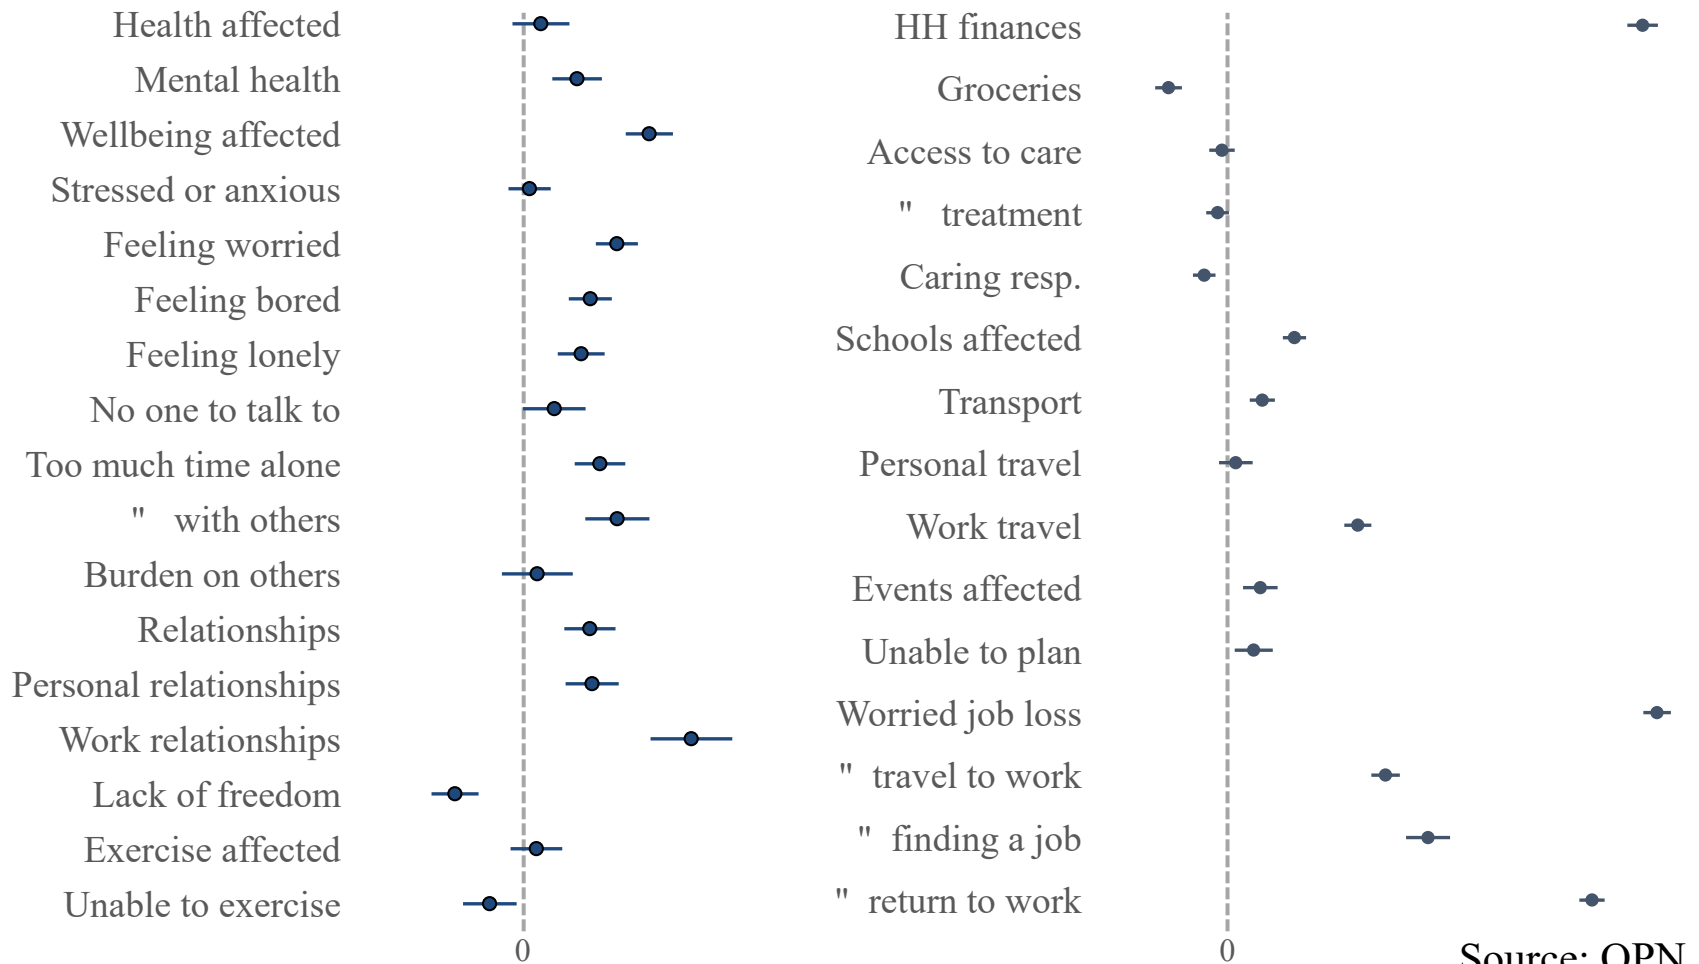 Health affected
Mental health
Wellbeing affected
Stressed or anxious
Feeling worried
Feeling bored
Feeling lonely
No one to talk to
Too much time alone
" with others
Burden on others
Relationships
Personal relationships
Work relationships
Lack of freedom
Exercise affected
Unable to exercise
0
HH finances
Groceries
Access to care
" treatment
Caring resp.
Schools affected
Transport
Personal travel
Work travel
Events affected
Unable to plan
Worried job loss
" travel to work
" finding a job
" return to work
0
Source: OPN